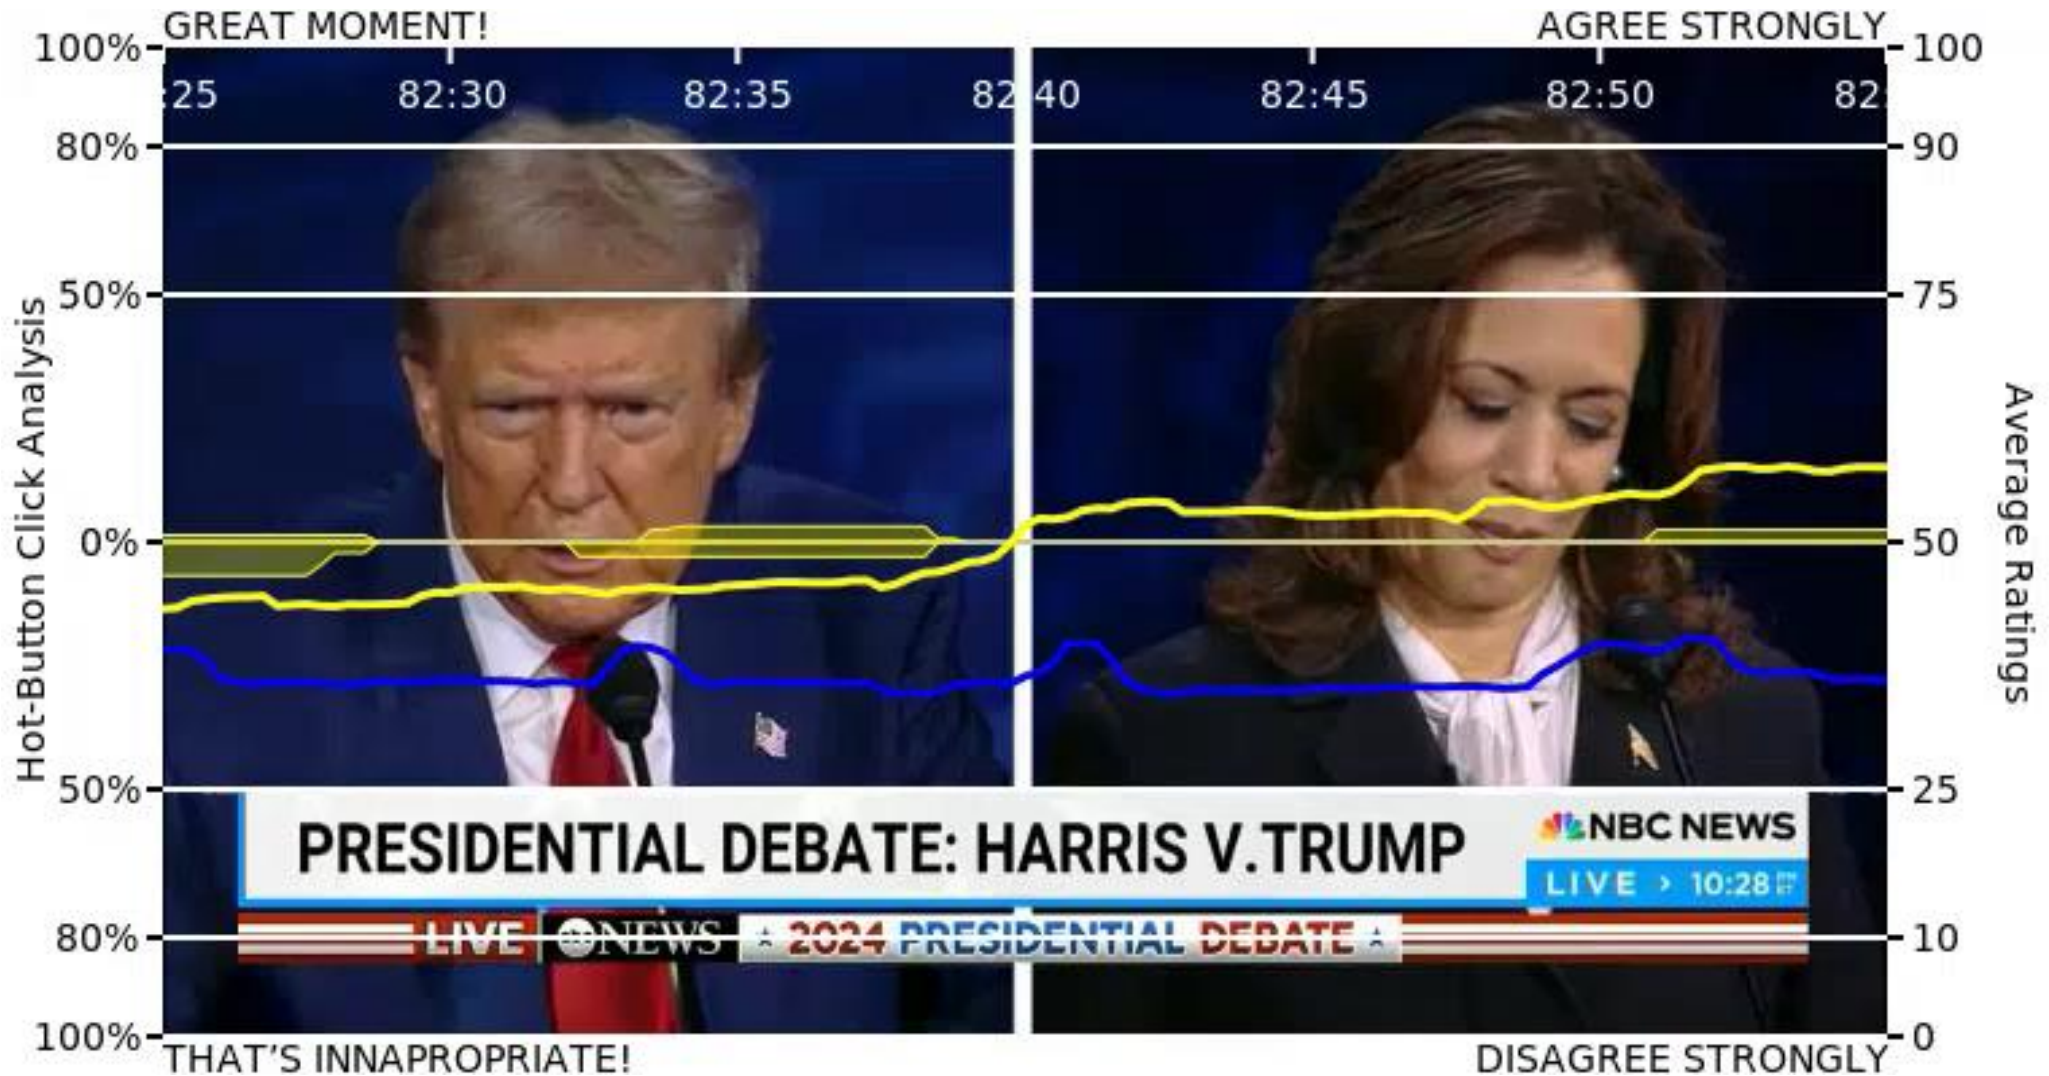 GREAT MOMENT!
AGREE STRONGLY
100%
100
:25
82:30
82:35
82:40
82:45
82:50
82:
80%
90
50%
75
Hot-Button Click Analysis
Average Ratings
0%
50
50%
25
PRESIDENTIAL DEBATE: HARRIS V.TRUMP
NBC NEWS
LIVE > 10:28
80%
LIVE abc NEWS 2024 PRESIDENTIAL DEBATE
10
100%
0
THAT'S INNAPROPRIATE!
DISAGREE STRONGLY